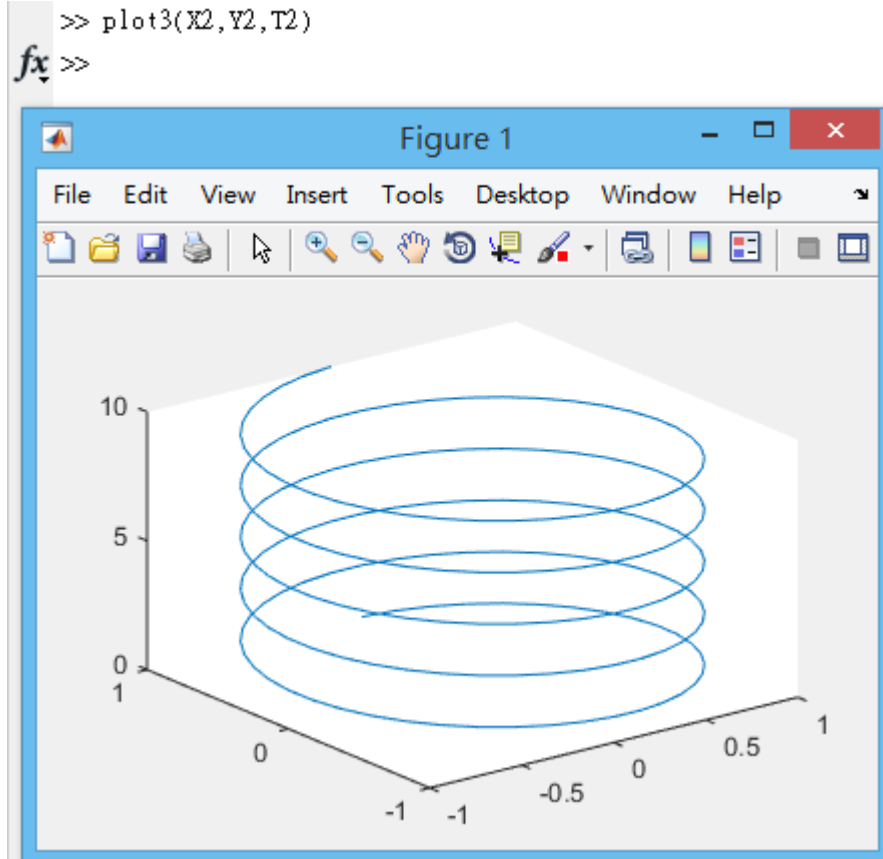 >> plot3(X2,Y2,T2)
fx >>
Figure 1
File Edit View Insert Tools Desktop Window Help
10
5
0
1
0
-1
-1
-0.5
0
0.5
1